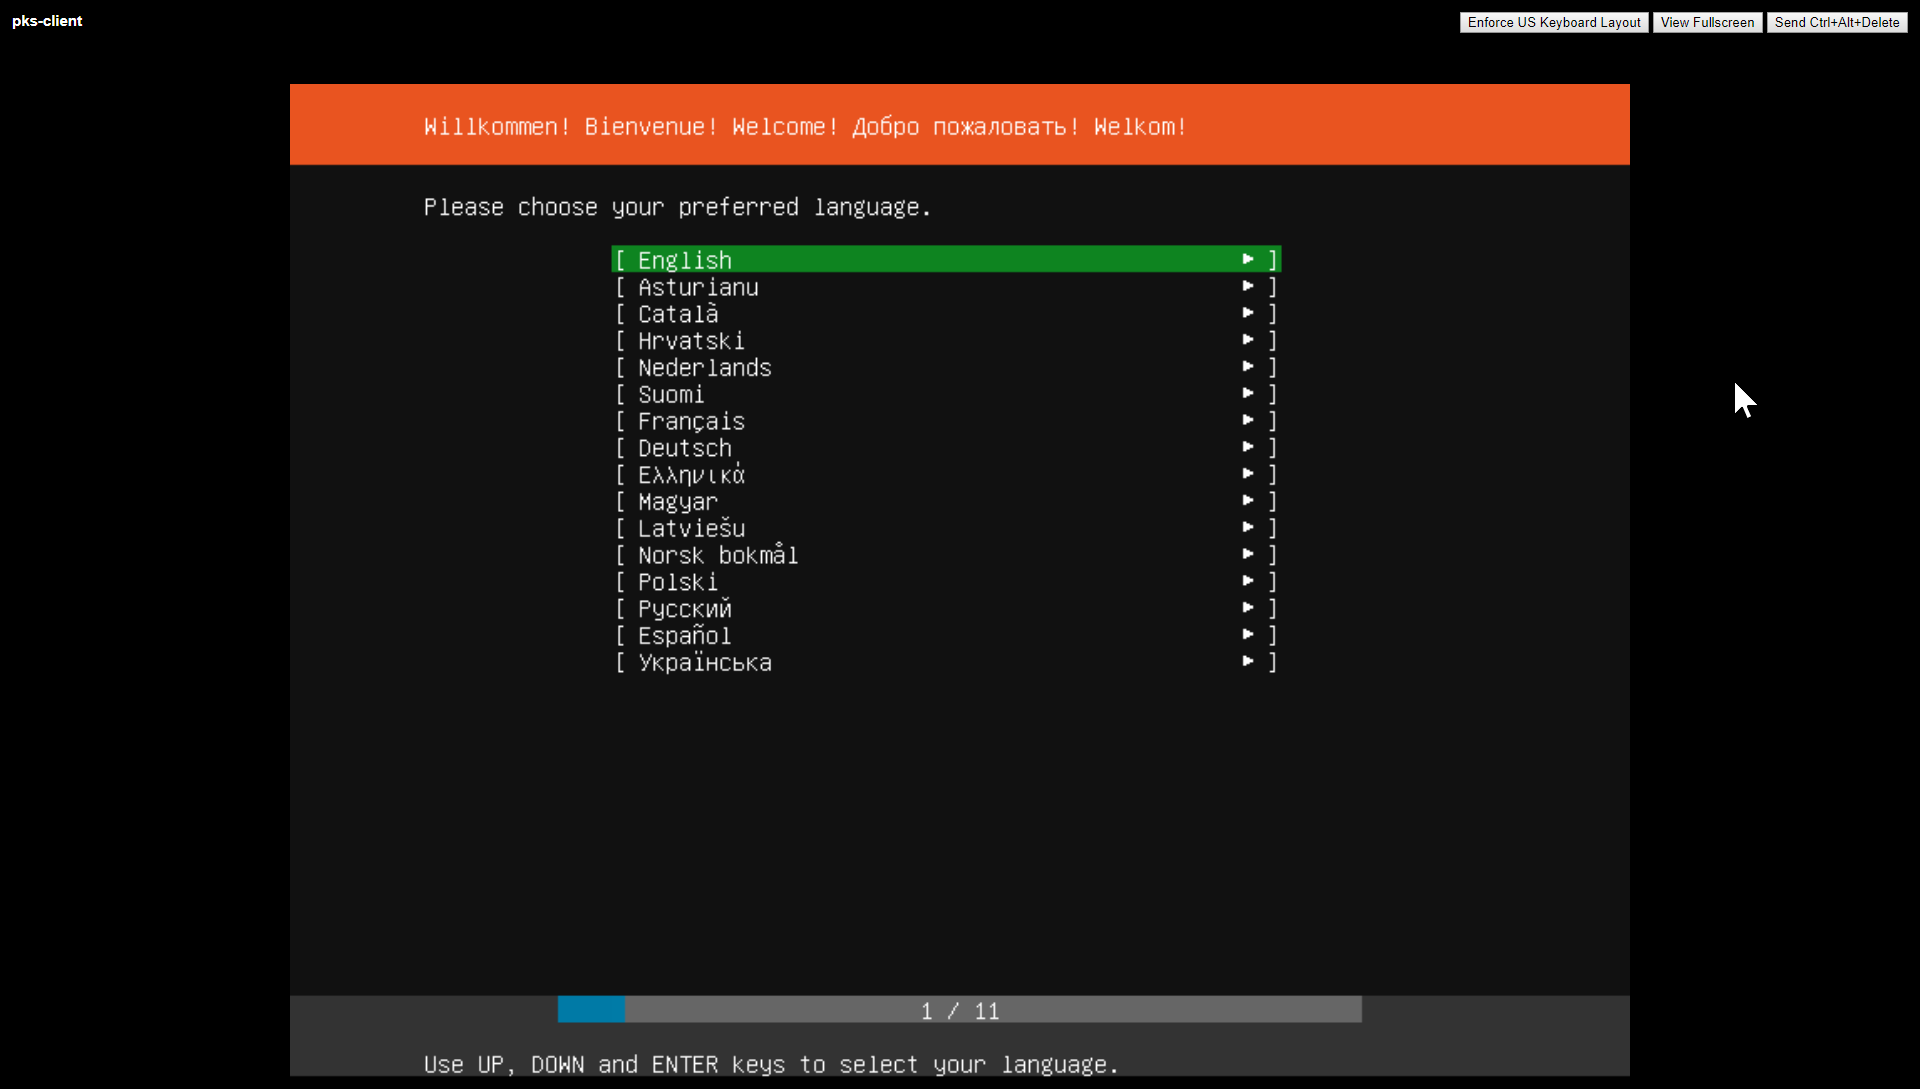 pks-client
Enforce US Keyboard Layout View Fullscreen Send Ctrl+Alt+Delete
Willkommen! Bienvenue! Welcome! Добро пожаловать! Welkom!
Please choose your preferred language.
[ English ► ]
[ Asturianu ► ]
[ Català ► ]
[ Hrvatski ► ]
[ Nederlands ► ]
[ Suomi ► ]
[ Français ► ]
[ Deutsch ► ]
[ Ελληνικά ► ]
[ Magyar ► ]
[ Latviešu ► ]
[ Norsk bokmål ► ]
[ Polski ► ]
[ Русский ► ]
[ Español ► ]
[ Українська ► ]
1 / 11
Use UP, DOWN and ENTER keys to select your language.